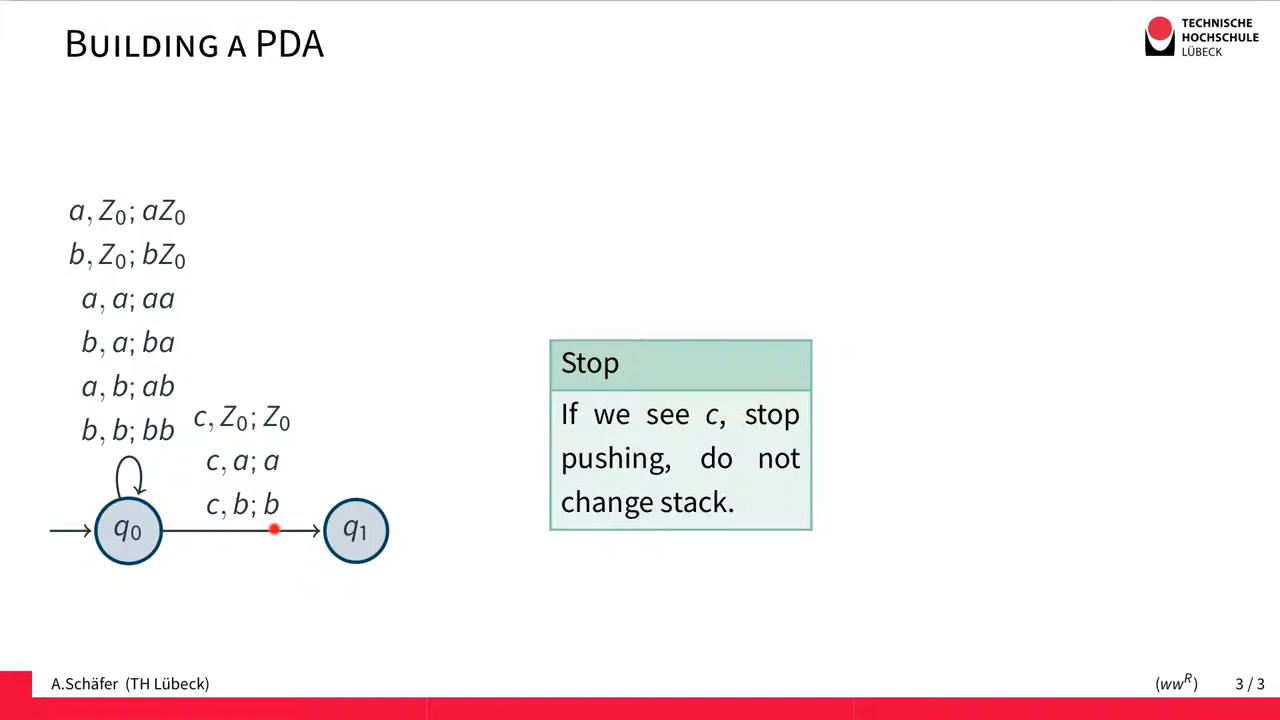 BUILDING A PDA
TECHNISCHE
HOCHSCHULE
LÜBECK
a, Z₀; aZ₀
b, Z₀; bZ₀
a, a; aa
b, a; ba
a, b; ab
b, b; bb
c, Z₀; Z₀
c, a; a
c, b; b
q₀
q₁
Stop
If we see c, stop
pushing, do not
change stack.
A.Schäfer (TH Lübeck)
(wwᴿ)
3 / 3